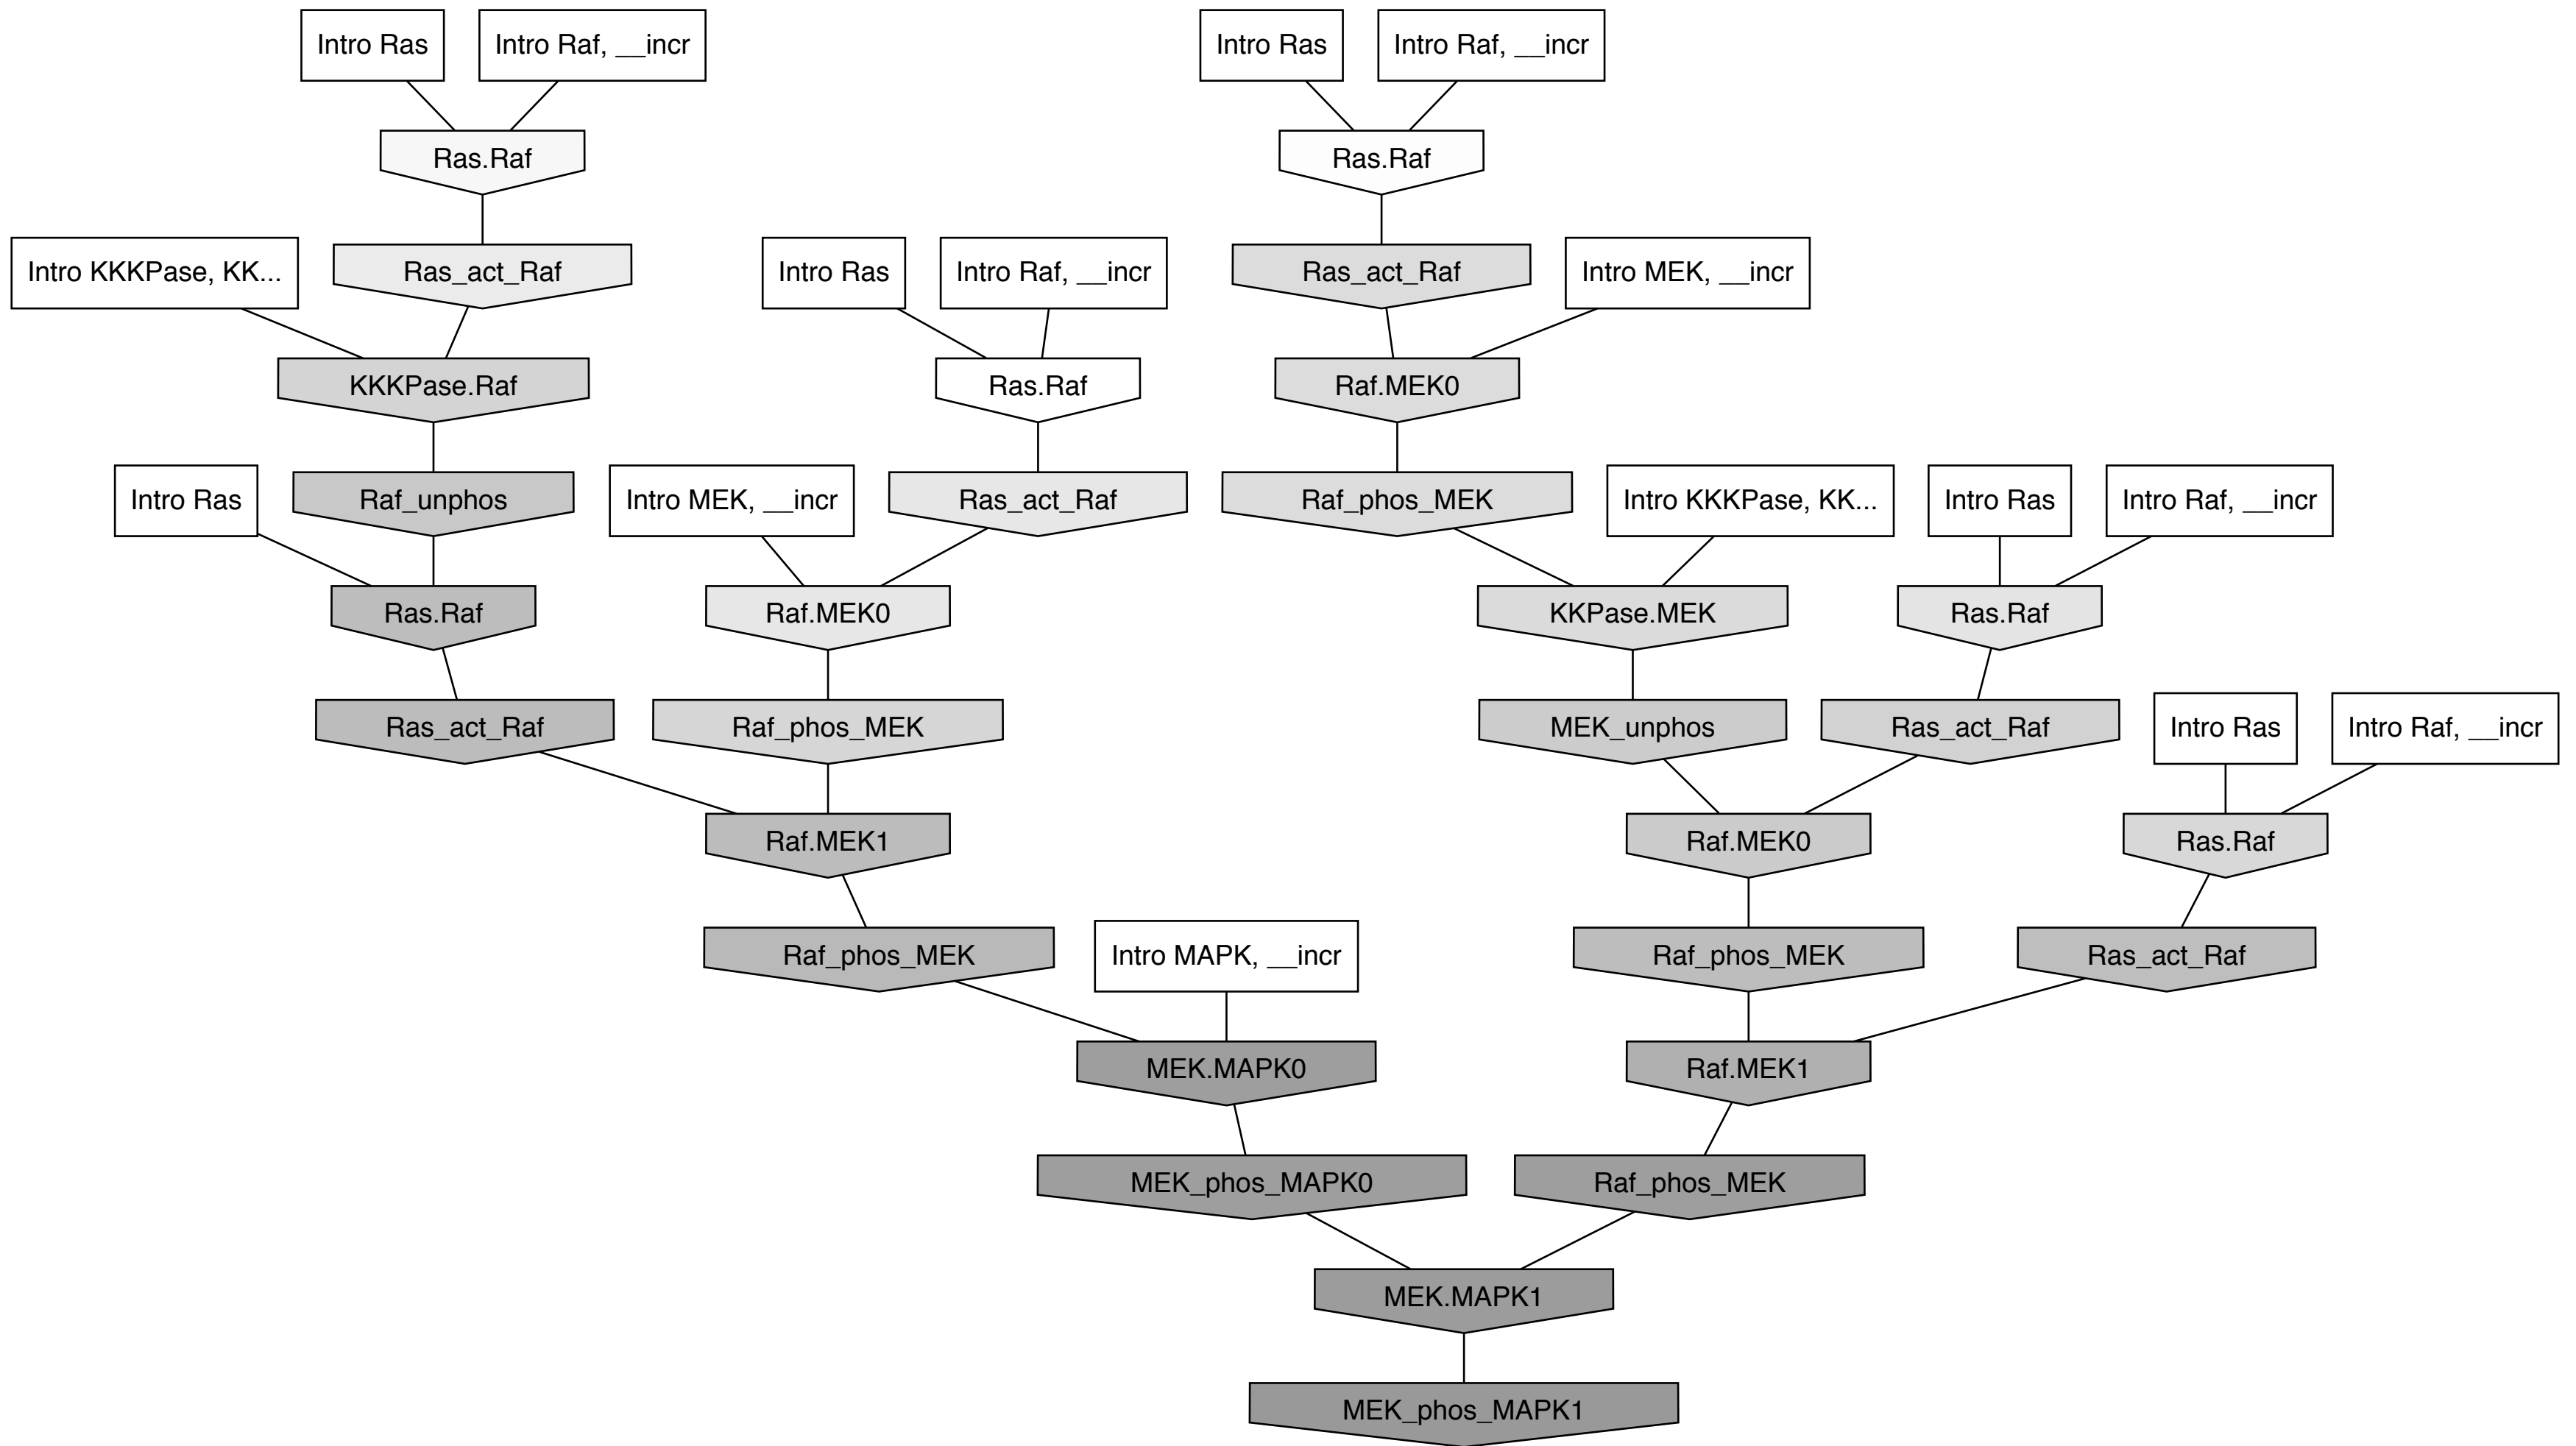 Intro Ras
Intro Raf, __incr
Intro Ras
Intro Raf, __incr
Ras.Raf
Ras.Raf
Intro KKKPase, KK...
Ras_act_Raf
Intro Ras
Intro Raf, __incr
Ras_act_Raf
Intro MEK, __incr
KKKPase.Raf
Ras.Raf
Raf.MEK0
Intro Ras
Raf_unphos
Intro MEK, __incr
Ras_act_Raf
Raf_phos_MEK
Intro KKKPase, KK...
Intro Ras
Intro Raf, __incr
Ras.Raf
Raf.MEK0
KKPase.MEK
Ras.Raf
Ras_act_Raf
Raf_phos_MEK
MEK_unphos
Ras_act_Raf
Intro Ras
Intro Raf, __incr
Raf.MEK1
Raf.MEK0
Ras.Raf
Raf_phos_MEK
Intro MAPK, __incr
Raf_phos_MEK
Ras_act_Raf
MEK.MAPK0
Raf.MEK1
MEK_phos_MAPK0
Raf_phos_MEK
MEK.MAPK1
MEK_phos_MAPK1